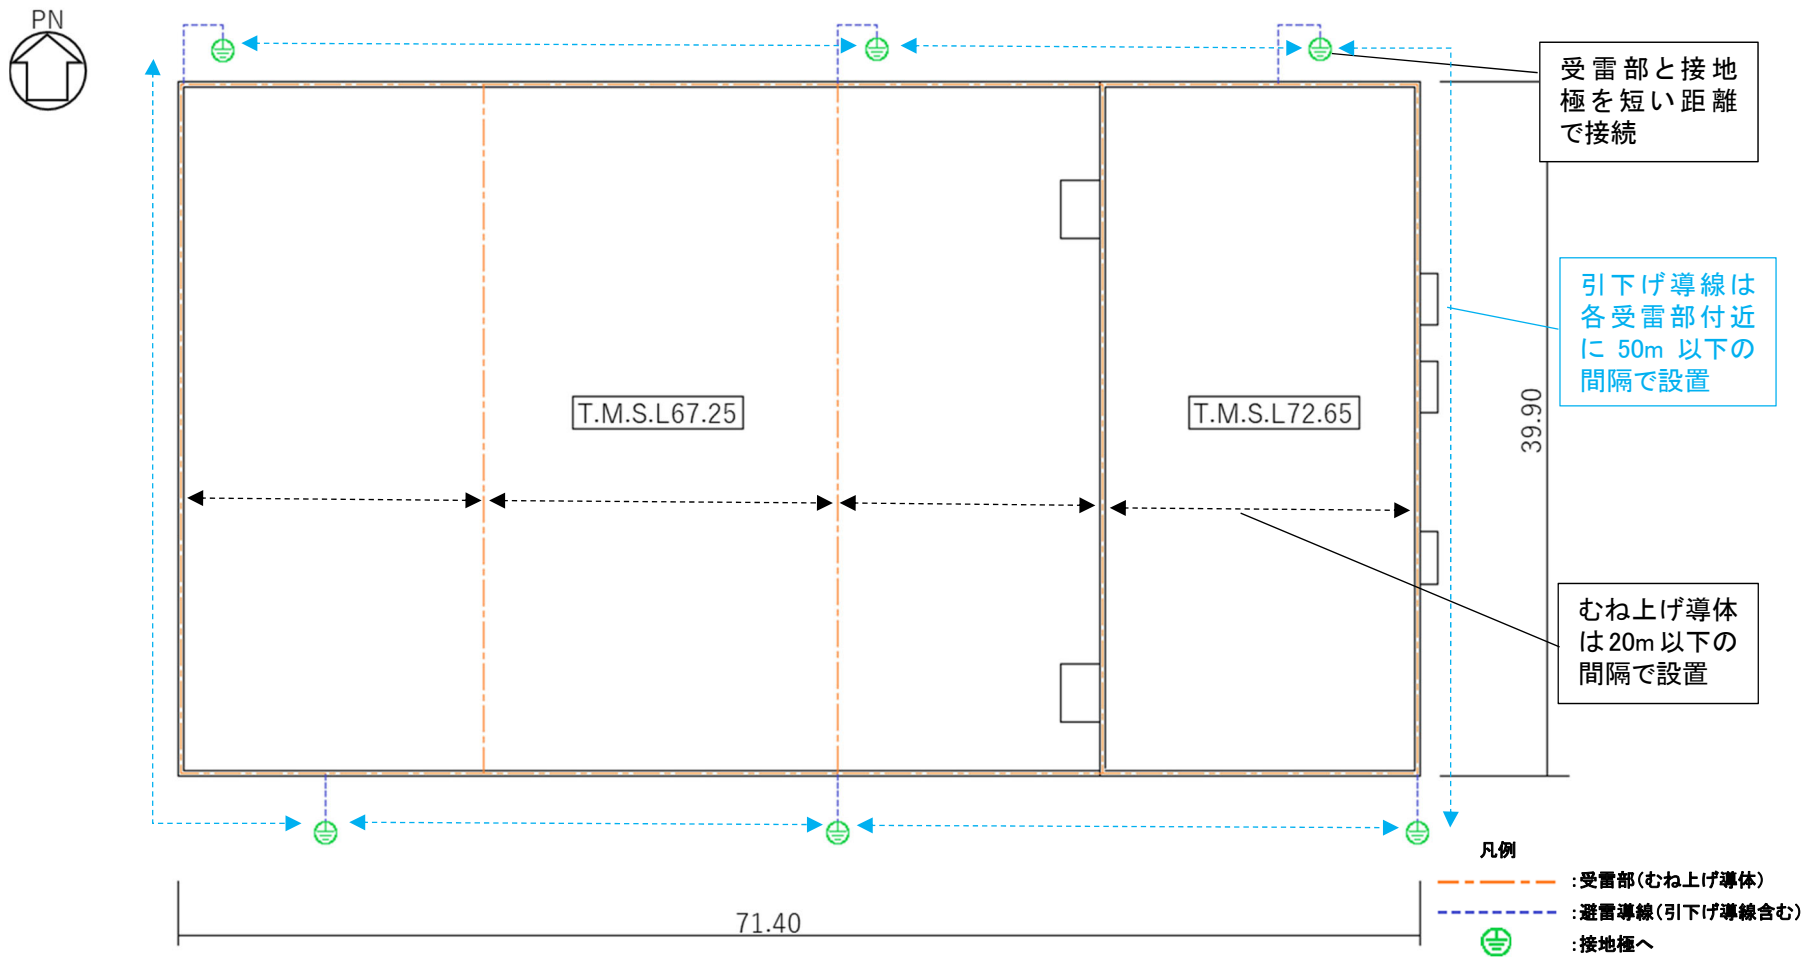 PN
受雷部と接地
極を短い距離
で接続
引下げ導線は
各受雷部付近
に 50m 以下の
間隔で設置
T.M.S.L67.25
T.M.S.L72.65
39.90
むね上げ導体
は20m以下の
間隔で設置
凡例
:受雷部(むね上げ導体)
:避雷導線(引下げ導線含む)
:接地極へ
71.40